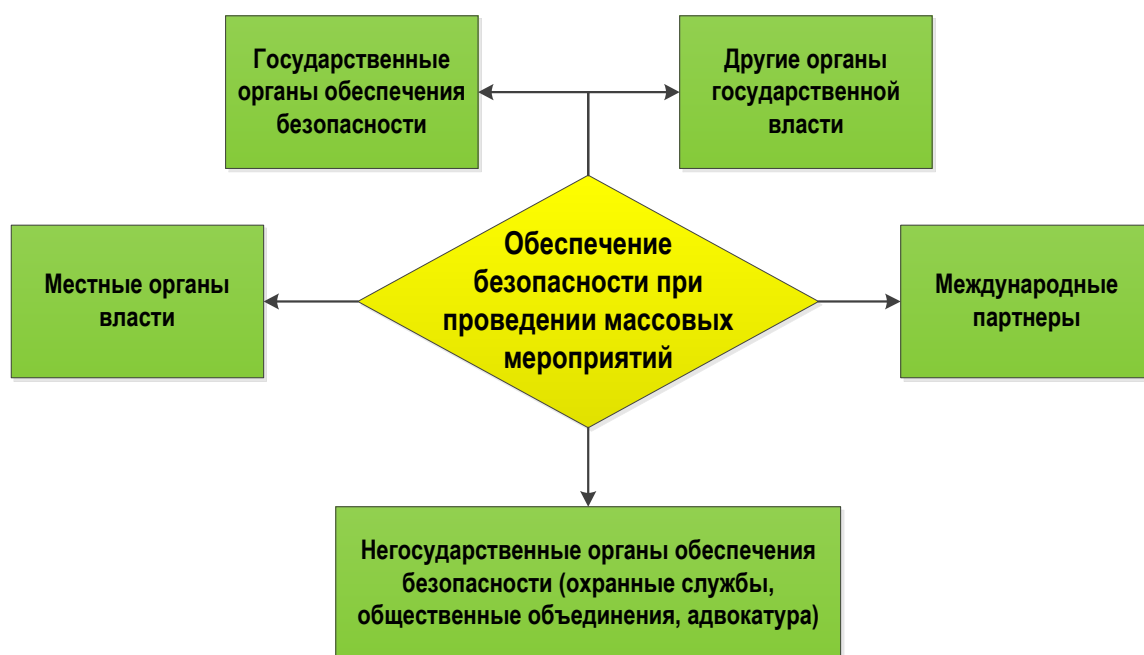 Государственные
органы обеспечения
безопасности
Другие органы
государственной
власти
Обеспечение
безопасности при
проведении массовых
мероприятий
Местные органы
власти
Международные
партнеры
Негосударственные органы обеспечения
безопасности (охранные службы,
общественные объединения, адвокатура)